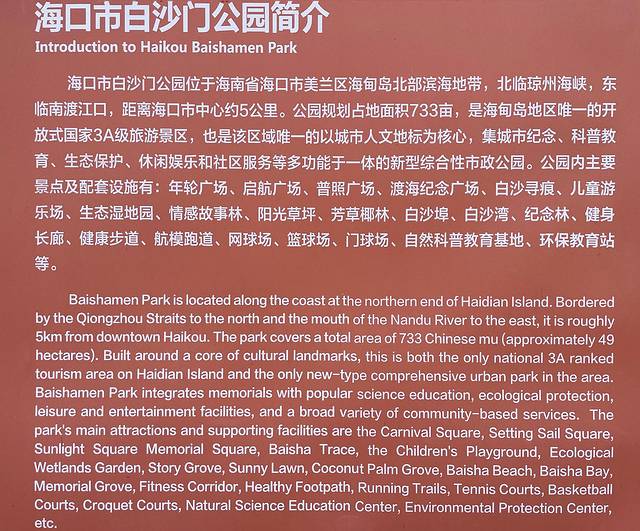 海口市白沙门公园简介
Introduction to Haikou Baishamen Park
海口市白沙门公园位于海南省海口市美兰区海甸岛北部滨海地带，北临琼州海峡，东
临南渡江口，距离海口市中心约5公里。公园规划占地面积733亩，是海甸岛地区唯一的开
放式国家3A级旅游景区，也是该区域唯一的以城市人文地标为核心，集城市纪念、科普教
育、生态保护、休闲娱乐和社区服务等多功能于一体的新型综合性市政公园。公园内主要
景点及配套设施有：年轮广场、启航广场、普照广场、渡海纪念广场、白沙寻痕、儿童游
乐场、生态湿地园、情感故事林、阳光草坪、芳草椰林、白沙埠、白沙湾、纪念林、健身
长廊、健康步道、航模跑道、网球场、篮球场、门球场、自然科普教育基地、环保教育站
等。
Baishamen Park is located along the coast at the northern end of Haidian Island. Bordered
by the Qiongzhou Straits to the north and the mouth of the Nandu River to the east, it is roughly
5km from downtown Haikou. The park covers a total area of 733 Chinese mu (approximately 49
hectares). Built around a core of cultural landmarks, this is both the only national 3A ranked
tourism area on Haidian Island and the only new-type comprehensive urban park in the area.
Baishamen Park integrates memorials with popular science education, ecological protection,
leisure and entertainment facilities, and a broad variety of community-based services. The
park's main attractions and supporting facilities are the Carnival Square, Setting Sail Square,
Sunlight Square Memorial Square, Baisha Trace, the Children's Playground, Ecological
Wetlands Garden, Story Grove, Sunny Lawn, Coconut Palm Grove, Baisha Beach, Baisha Bay,
Memorial Grove, Fitness Corridor, Healthy Footpath, Running Trails, Tennis Courts, Basketball
Courts, Croquet Courts, Natural Science Education Center, Environmental Protection Center,
etc.